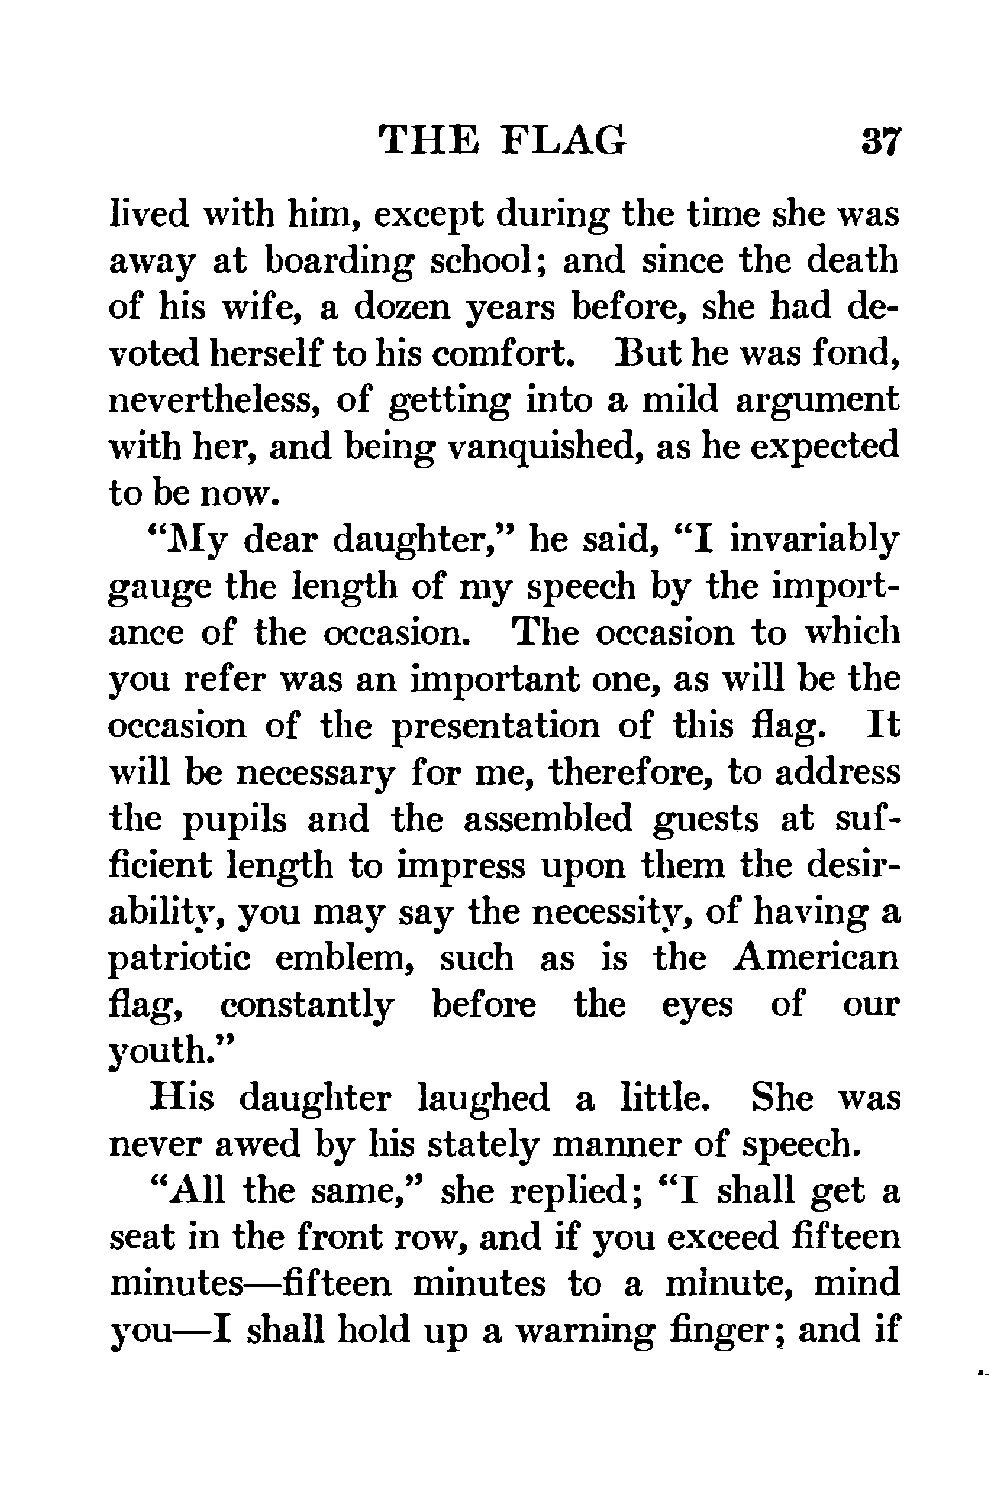 THE FLAG 37
lived with him, except during the time she was
away at boarding school; and since the death
of his wife, a dozen years before, she had de-
voted herself to his comfort. But he was fond,
nevertheless, of getting into a mild argument
with her, and being vanquished, as he expected
to be now.
“My dear daughter,” he said, “I invariably
gauge the length of my speech by the import-
ance of the occasion. The occasion to which
you refer was an important one, as will be the
occasion of the presentation of this flag. It
will be necessary for me, therefore, to address
the pupils and the assembled guests at suf-
ficient length to impress upon them the desir-
ability, you may say the necessity, of having a
patriotic emblem, such as is the American
flag, constantly before the eyes of our
youth.”
His daughter laughed a little. She was
never awed by his stately manner of speech.
“All the same,” she replied; “I shall get a
seat in the front row, and if you exceed fifteen
minutes—fifteen minutes to a minute, mind
you—I shall hold up a warning finger; and if